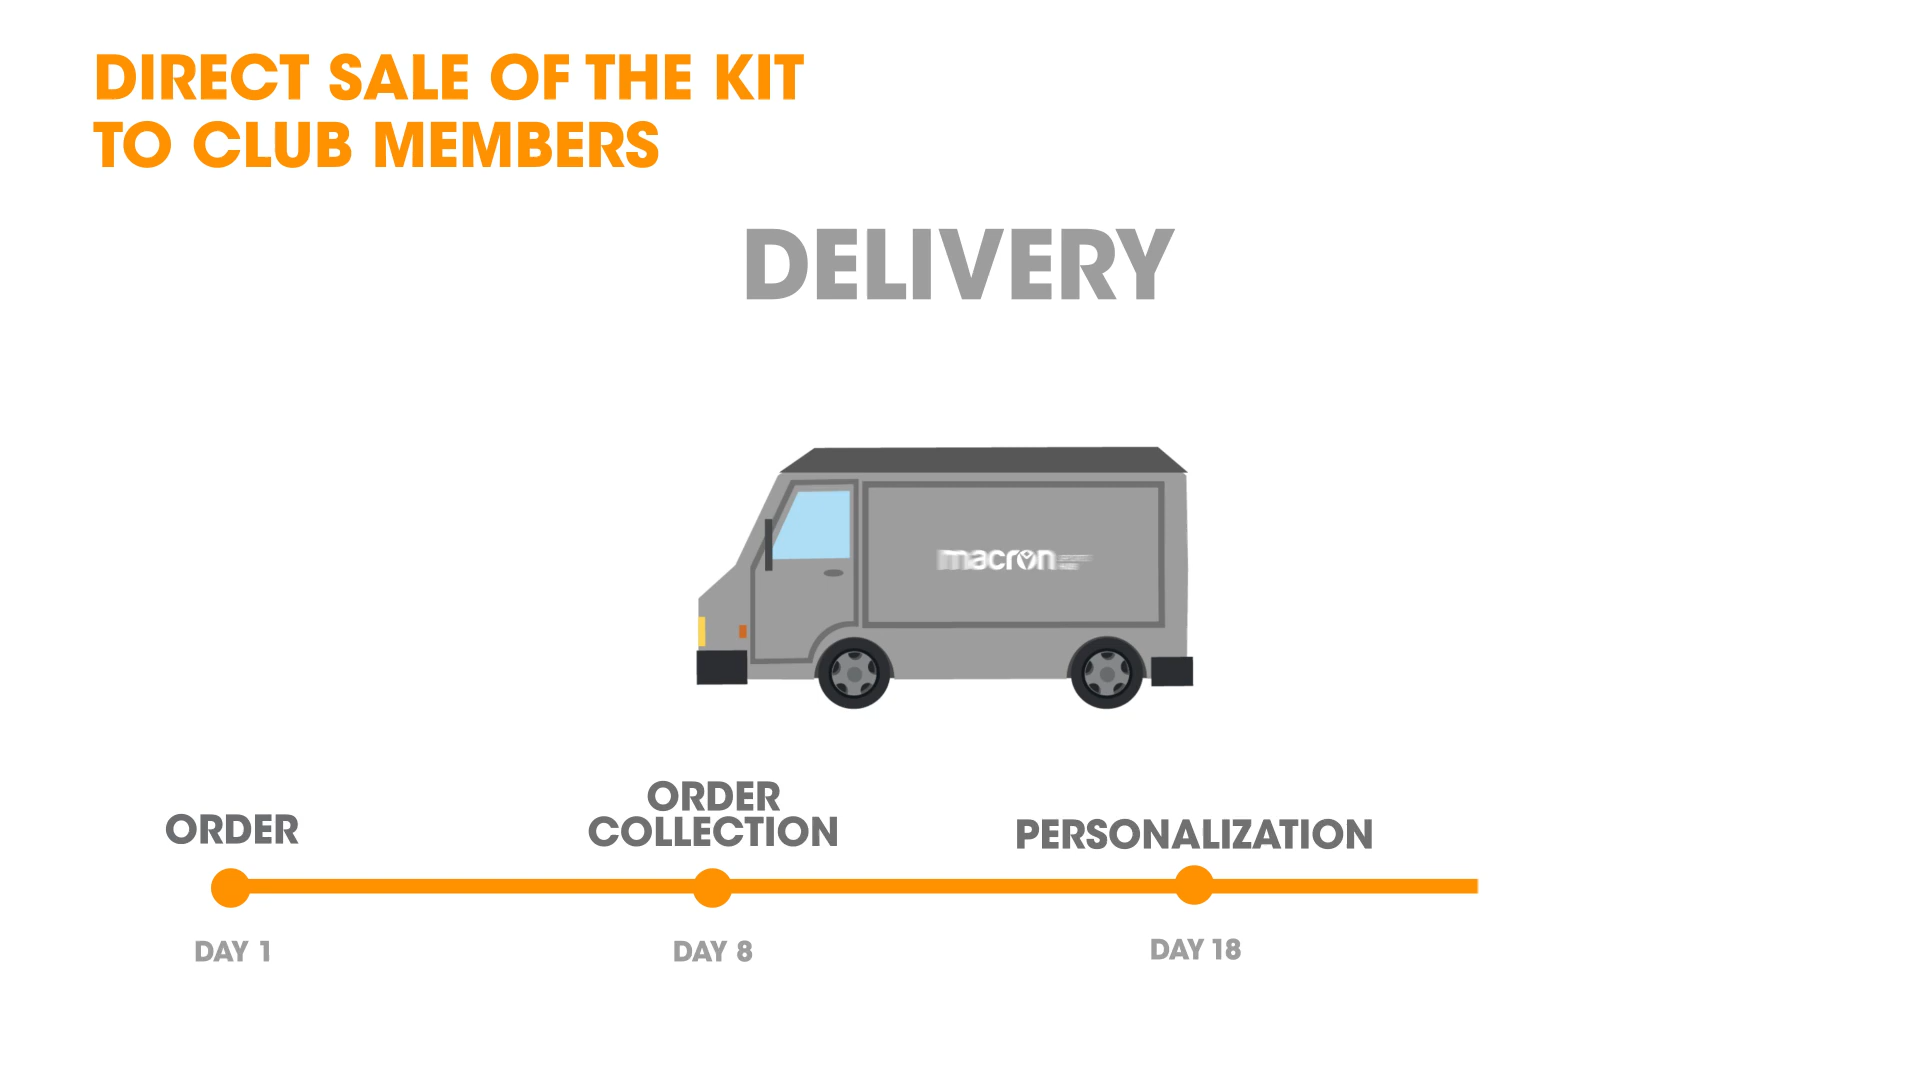 DIRECT SALE OF THE KIT
TO CLUB MEMBERS
DELIVERY
macron
ORDER
ORDER
COLLECTION
PERSONALIZATION
DAY 1
DAY 8
DAY 18